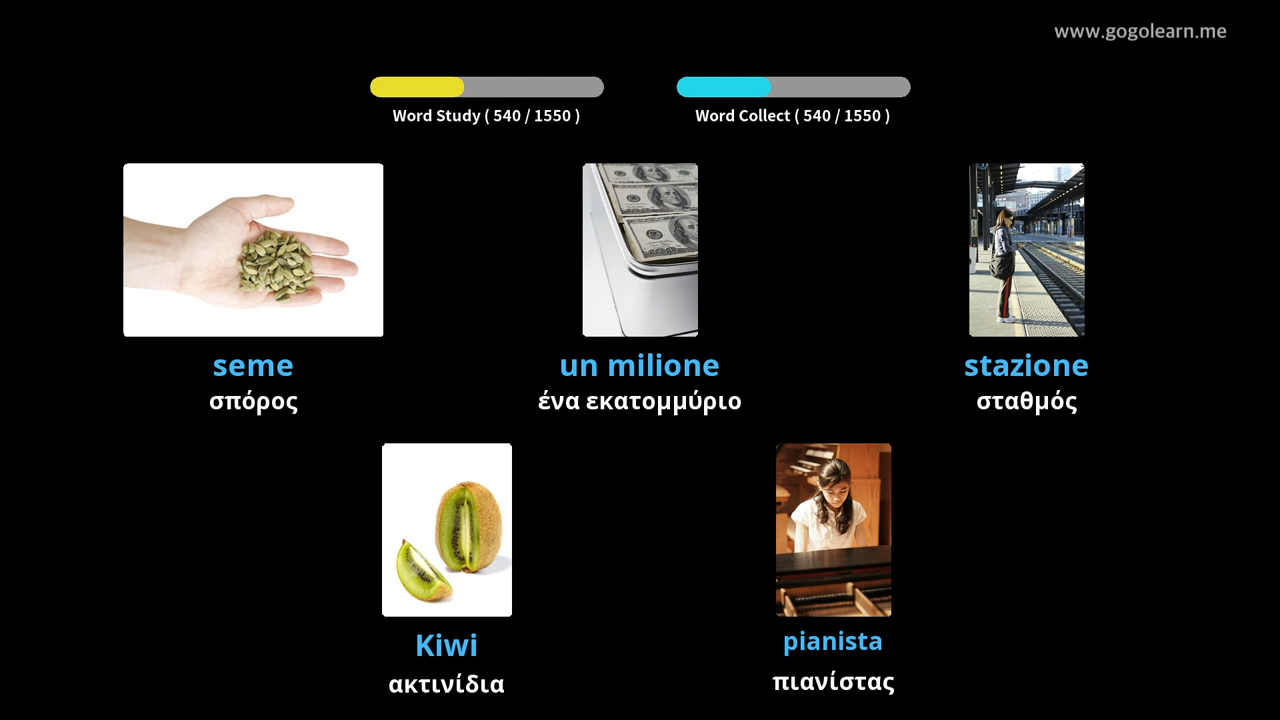 www.gogolearn.me
Word Study ( 540 / 1550 )
Word Collect ( 540 / 1550 )
seme
σπόρος
un milione
ένα εκατομμύριο
stazione
σταθμός
Kiwi
ακτινίδια
pianista
πιανίστας